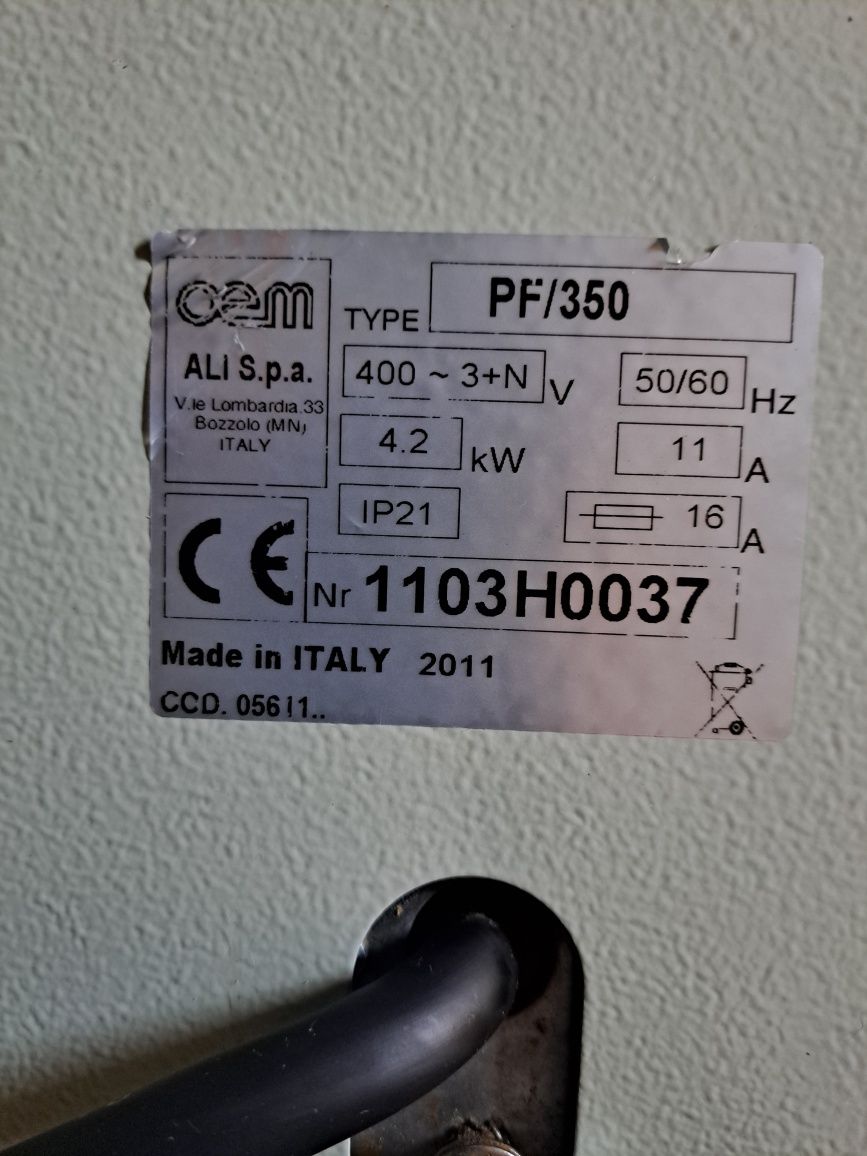 oem
ALI S.p.a.
V.le Lombardia.33
Bozzolo (MN)
ITALY
TYPE PF/350
400 ~ 3+N V 50/60 Hz
4.2 kW 11 A
IP21 16 A
CE
Nr 1103H0037
Made in ITALY 2011
CCD.